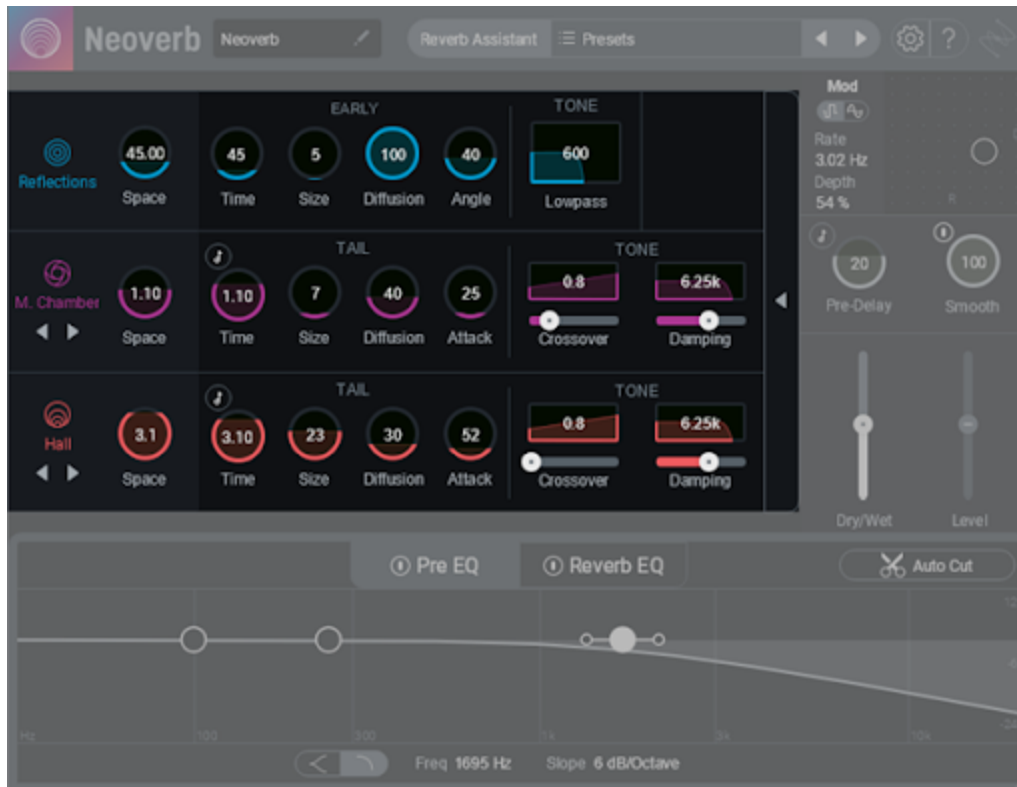 Neoverb
Neoverb
Reverb Assistant
Presets
?
EARLY
TONE
Reflections
45.00
Space
45
Time
5
Size
100
Diffusion
40
Angle
600
Lowpass
TAIL
TONE
M. Chamber
1.10
Space
1.10
Time
7
Size
40
Diffusion
25
Attack
0.8
Crossover
6.25k
Damping
TAIL
TONE
Hall
3.1
Space
3.10
Time
23
Size
30
Diffusion
52
Attack
0.8
Crossover
6.25k
Damping
Mod
Rate
3.02 Hz
Depth
54 %
R
20
Pre-Delay
100
Smooth
Dry/Wet
Level
Pre EQ
Reverb EQ
Auto Cut
Hz
100
300
1k
3k
10k
Freq 1695 Hz
Slope 6 dB/Octave